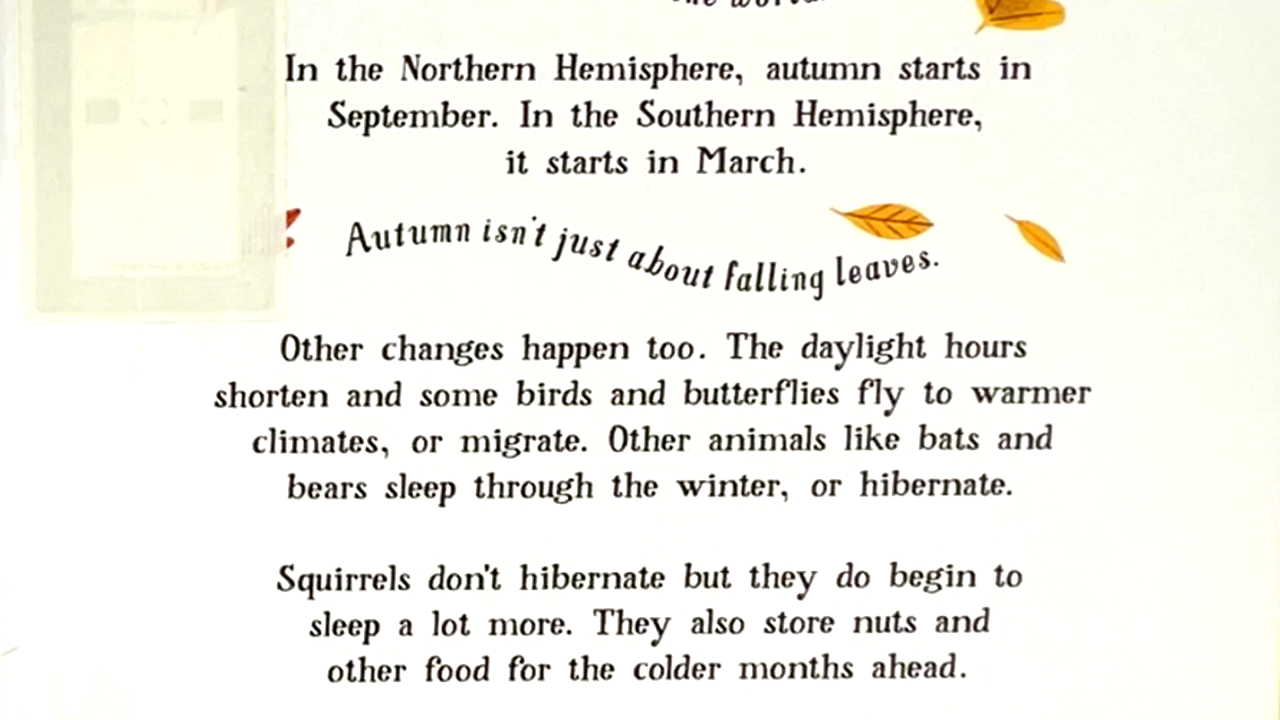 In the Northern Hemisphere, autumn starts in
September. In the Southern Hemisphere,
it starts in March.
Autumn isn't just about falling leaves.
Other changes happen too. The daylight hours
shorten and some birds and butterflies fly to warmer
climates, or migrate. Other animals like bats and
bears sleep through the winter, or hibernate.
Squirrels don't hibernate but they do begin to
sleep a lot more. They also store nuts and
other food for the colder months ahead.